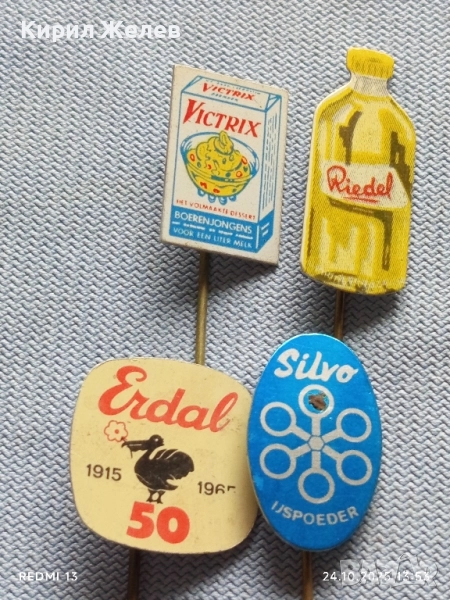 Кирил Желев
VICTRIX
VICTRIX
HET VOLMAAKTE DESSERT
BOERENJONGENS
VOOR EEN LITER MELK
Riedel
Erdal
1915 1965
50
Silvo
IJSPOEDER
REDMI 13